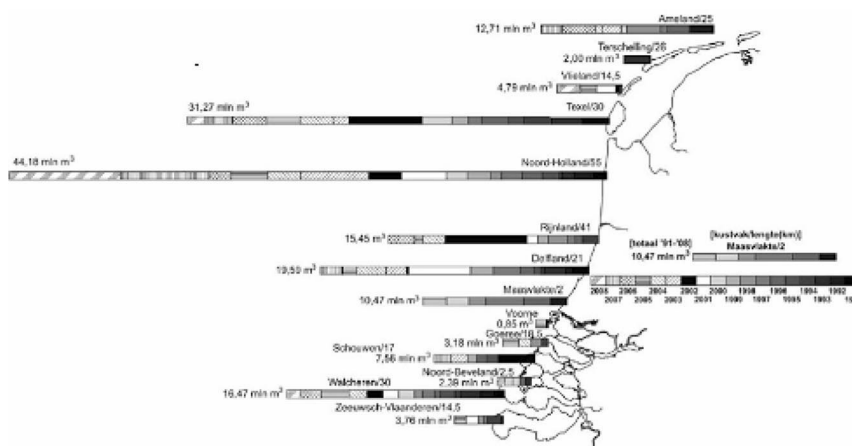 Ameland/25
12,71 mln m³
Terschelling/28
2,00 mln m³
Vlieland/14,5
4,79 mln m³
Texel/30
31,27 mln m³
Noord-Holland/55
44,18 mln m³
Rijnland/41
15,45 m³
[totaal '91-'08]
[kustvak/lengte(km)]
Maasvlakte/2
10,47 mln m³
Delfland/21
19,59 mln m³
Maasvlakte/2
10,47 mln m³
2008 2006 2004 2002 2000 1998 1996 1994 1992
2007 2005 2003 2001 1999 1997 1995 1993
Voorne
0,85 m³
Goeree/16,5
3,18 mln m³
Schouwen/17
7,56 mln m³
Noord-Beveland/2,5
2,39 mln m³
Walcheren/30
16,47 mln m³
Zeeuwsch-Vlaanderen/14,5
3,76 mln m³